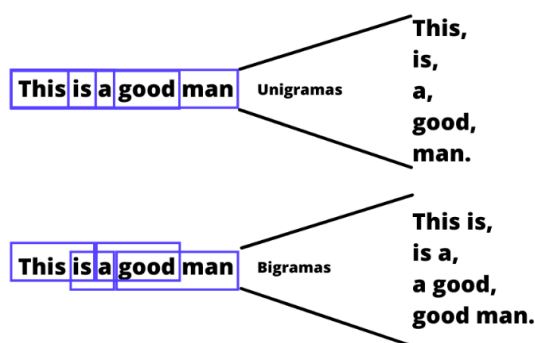 This is a good man
Unigramas
This,
is,
a,
good,
man.
This is a good man
Bigramas
This is,
is a,
a good,
good man.